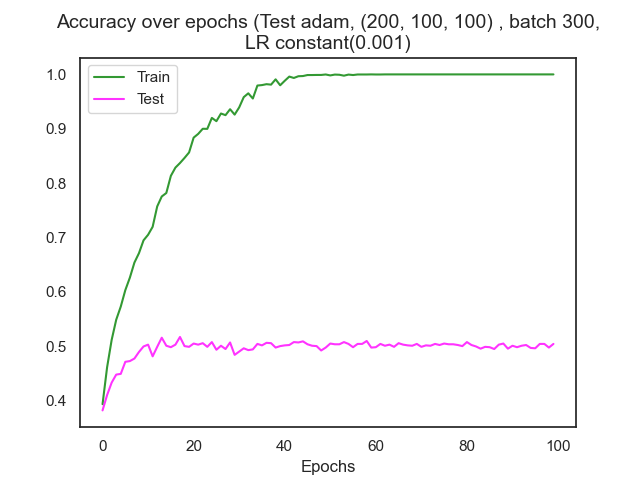 Accuracy over epochs (Test adam, (200, 100, 100) , batch 300,
LR constant(0.001)
Train
Test
1.0
0.9
0.8
0.7
0.6
0.5
0.4
0 20 40 60 80 100
Epochs